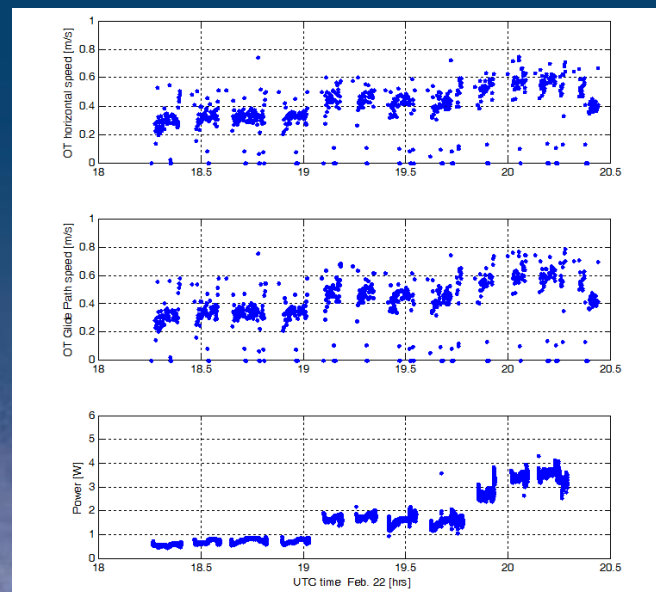 OT horizontal speed [m/s]
1
0.8
0.6
0.4
0.2
0
18 18.5 19 19.5 20 20.5
OT Glide Path speed [m/s]
1
0.8
0.6
0.4
0.2
0
18 18.5 19 19.5 20 20.5
Power [W]
6
5
4
3
2
1
0
18 18.5 19 19.5 20 20.5
UTC time Feb. 22 [hrs]